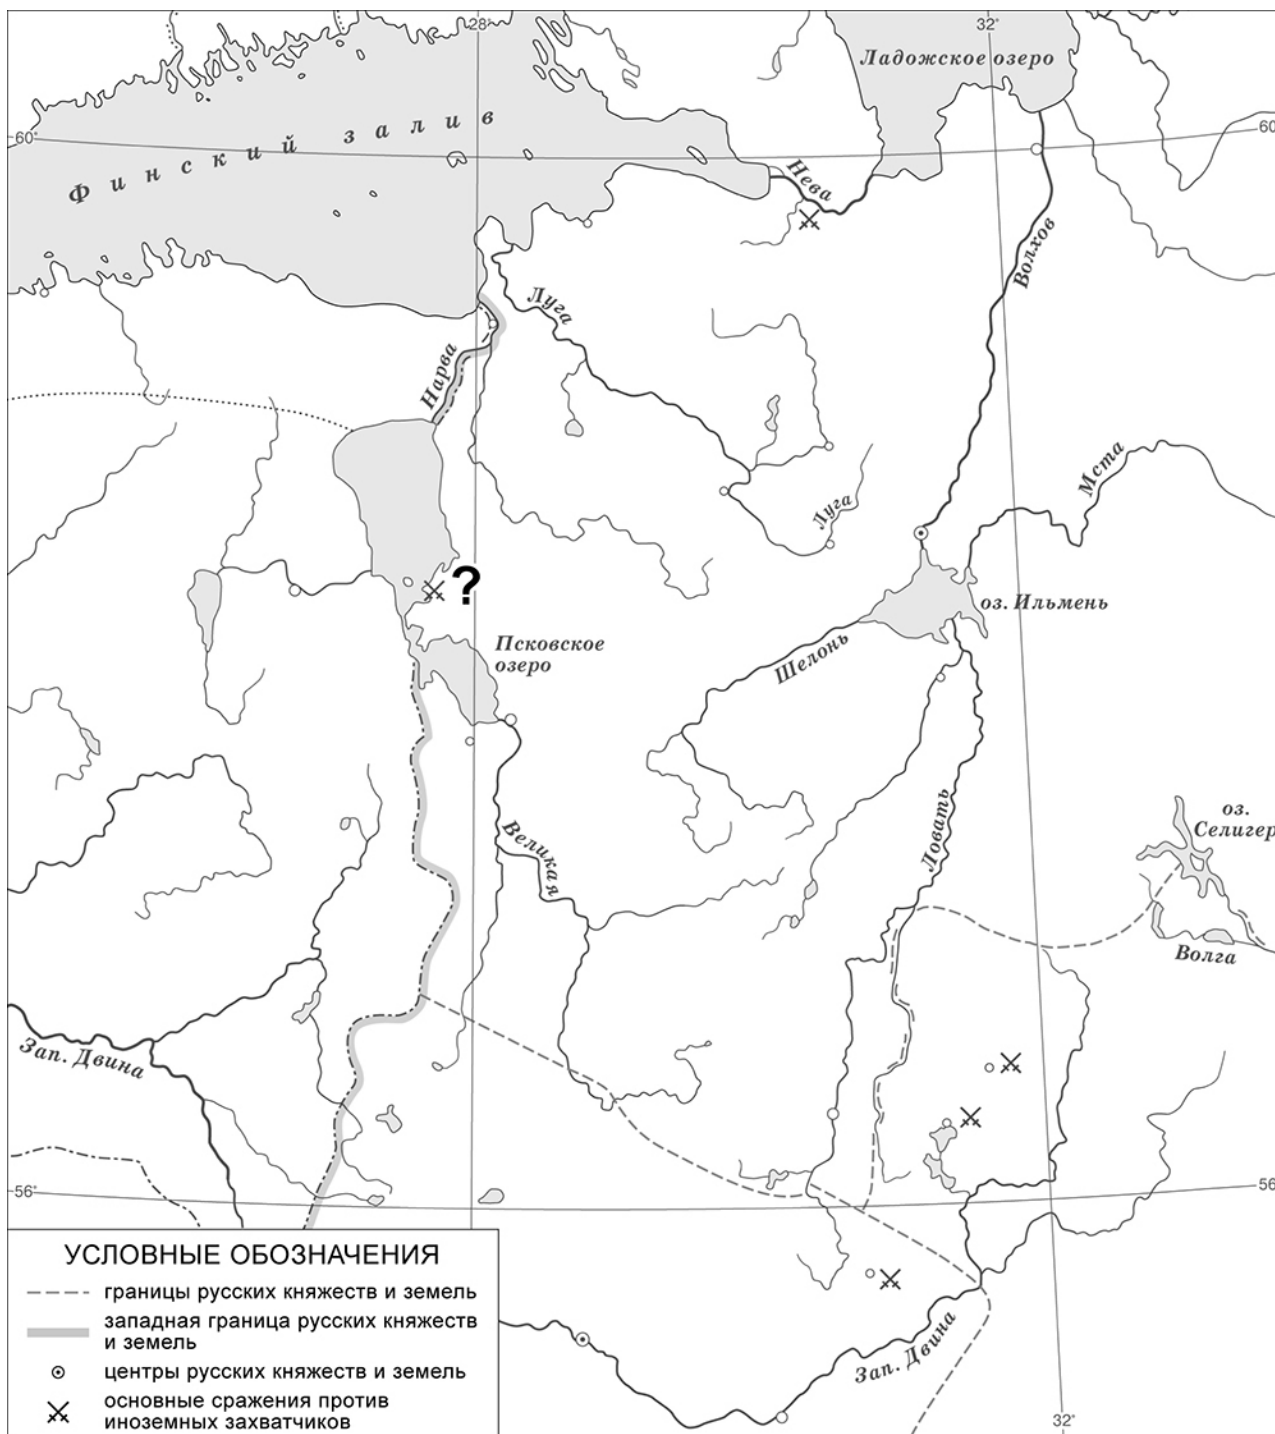 28°
32°
Ладожское озеро
60°
60
Финский залив
Нева
Волхов
Луга
Нарва
Мста
Луга
?
оз. Ильмень
Псковское
озеро
Шелонь
Великая
Ловать
оз.
Селигер
Волга
Зап. Двина
56°
56
УСЛОВНЫЕ ОБОЗНАЧЕНИЯ
границы русских княжеств и земель
западная граница русских княжеств
и земель
центры русских княжеств и земель
основные сражения против
иноземных захватчиков
Зап. Двина
32°